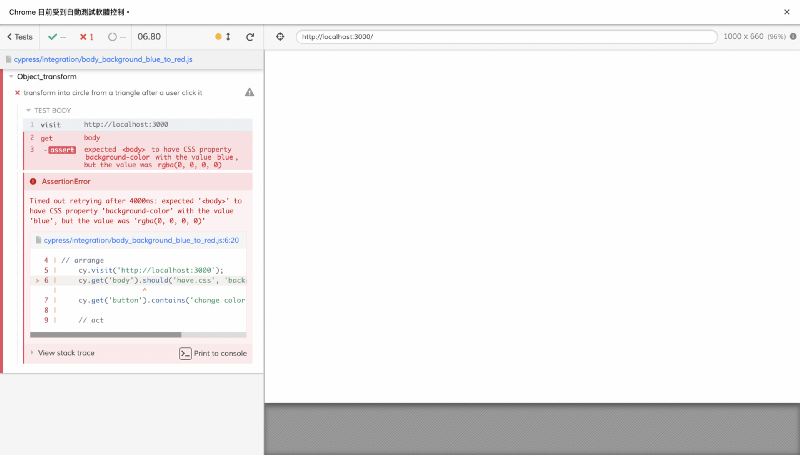 Chrome 目前受到自動測試軟體控制。
Tests
--
1
--
06.80
http://localhost:3000/
1000 x 660 (96%)
cypress/integration/body_background_blue_to_red.js
Object_transform
transform into circle from a triangle after a user click it
TEST BODY
1 visit http://localhost:3000
2 get body
3 -assert expected <body> to have CSS property
background-color with the value blue,
but the value was rgba(0, 0, 0, 0)
AssertionError
Timed out retrying after 4000ms: expected '<body>' to
have CSS property 'background-color' with the value
'blue', but the value was 'rgba(0, 0, 0, 0)'
cypress/integration/body_background_blue_to_red.js:6:20
4 | // arrange
5 | cy.visit('http://localhost:3000');
> 6 | cy.get('body').should('have.css', 'back
| ^
7 | cy.get('button').contains('change color
8 |
9 | // act
View stack trace
Print to console